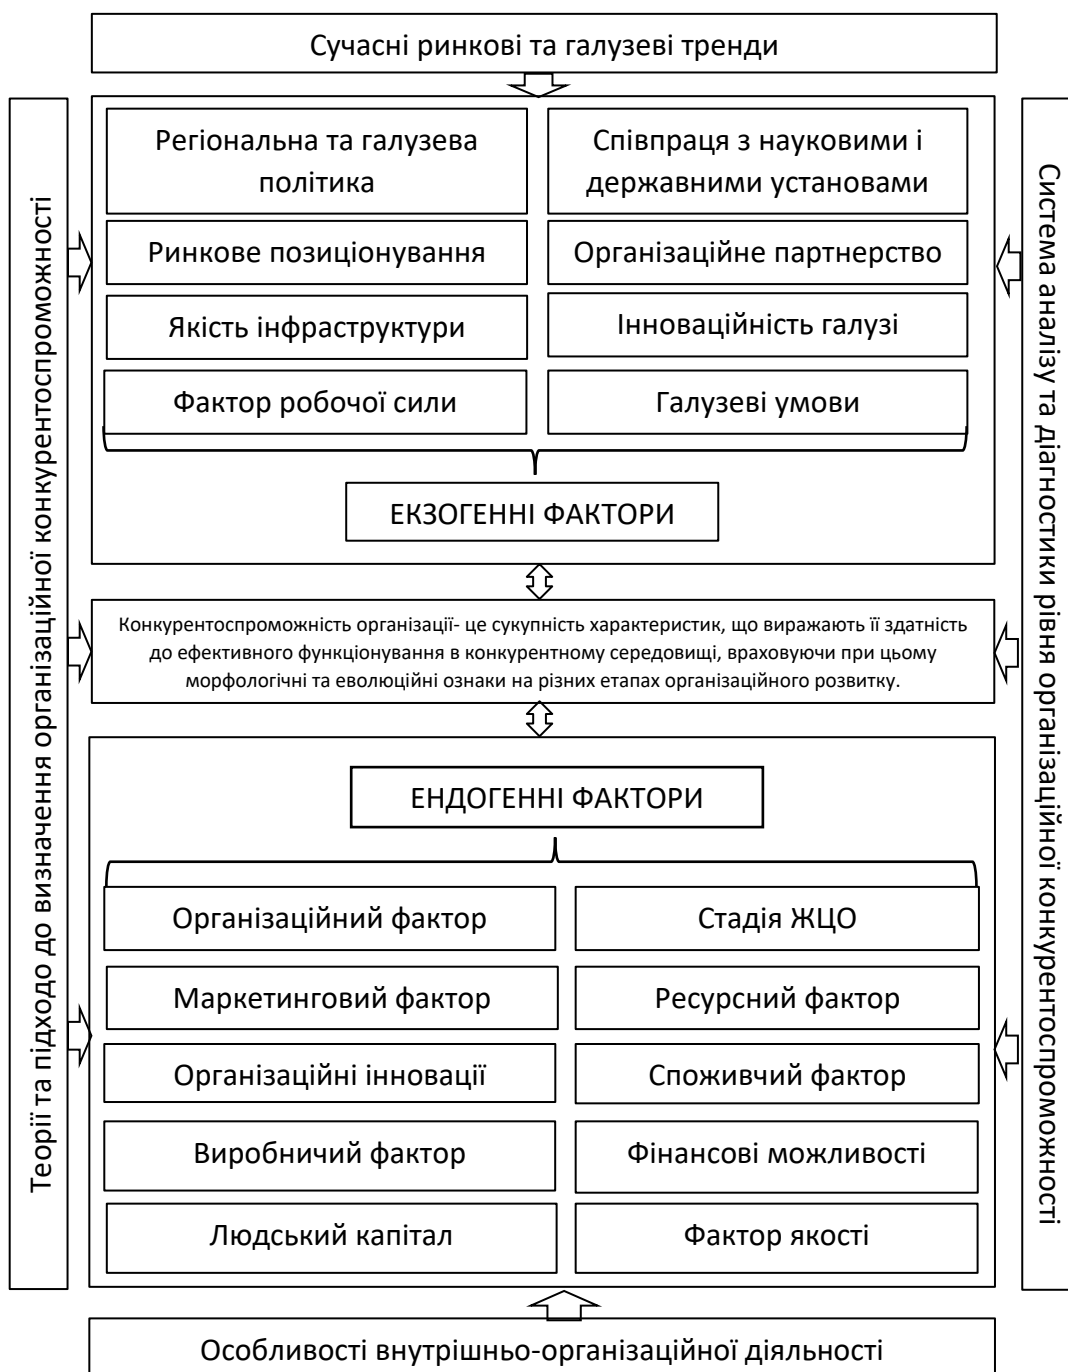 Сучасні ринкові та галузеві тренди
Теорії та підходо до визначення організаційної конкурентоспроможності
Регіональна та галузева
політика
Співпраця з науковими і
державними установами
Ринкове позиціонування
Організаційне партнерство
Якість інфраструктури
Інноваційність галузі
Фактор робочої сили
Галузеві умови
ЕКЗОГЕННІ ФАКТОРИ
Конкурентоспроможність організації- це сукупність характеристик, що виражають її здатність
до ефективного функціонування в конкурентному середовищі, враховуючи при цьому
морфологічні та еволюційні ознаки на різних етапах організаційного розвитку.
ЕНДОГЕННІ ФАКТОРИ
Організаційний фактор
Стадія ЖЦО
Маркетинговий фактор
Ресурсний фактор
Організаційні інновації
Споживчий фактор
Виробничий фактор
Фінансові можливості
Людський капітал
Фактор якості
Система аналізу та діагностики рівня організаційної конкурентоспроможності
Особливості внутрішньо-організаційної діяльності